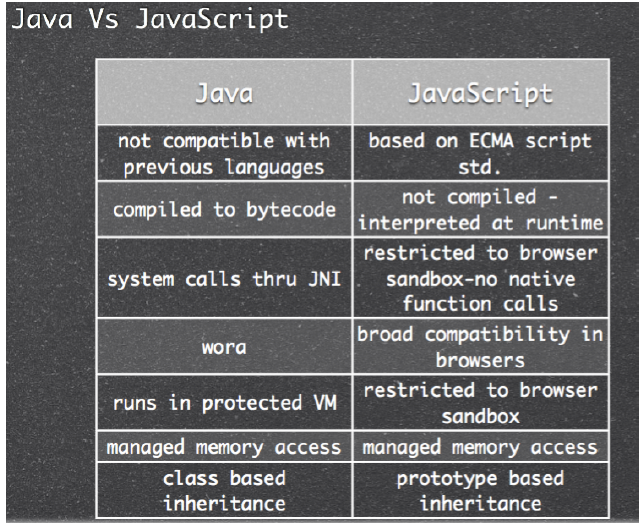 Java Vs JavaScript
Java
JavaScript
not compatible with
previous languages
based on ECMA script
std.
compiled to bytecode
not compiled -
interpreted at runtime
system calls thru JNI
restricted to browser
sandbox-no native
function calls
wora
broad compatibility in
browsers
runs in protected VM
restricted to browser
sandbox
managed memory access
managed memory access
class based
inheritance
prototype based
inheritance